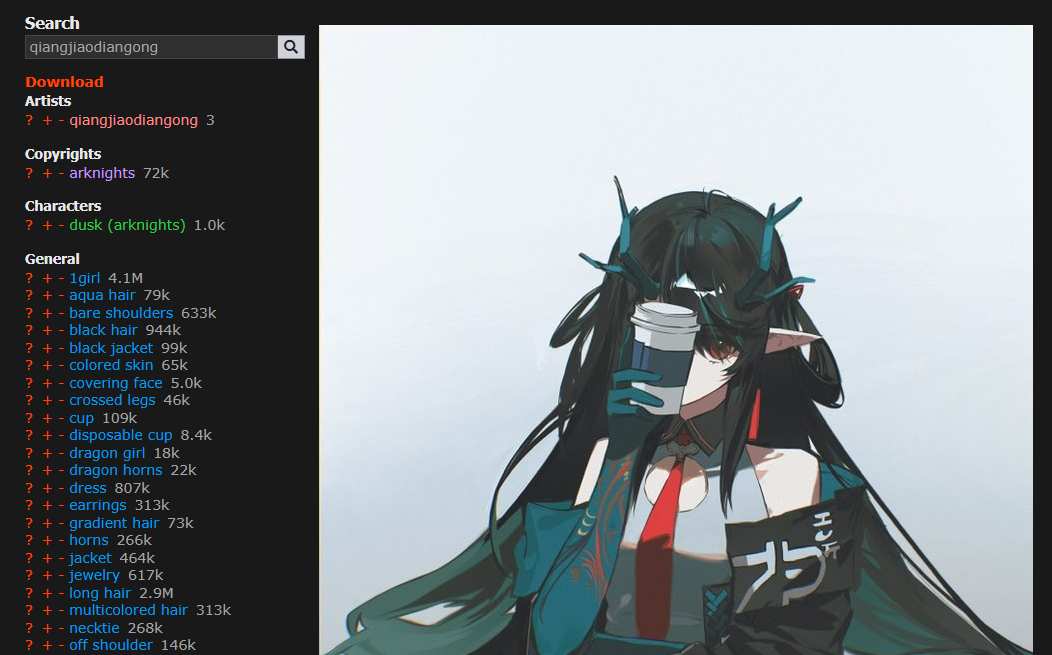 Search
qiangjiaodiangong
Download
Artists
? + - qiangjiaodiangong 3
Copyrights
? + - arknights 72k
Characters
? + - dusk (arknights) 1.0k
General
? + - 1girl 4.1M
? + - aqua hair 79k
? + - bare shoulders 633k
? + - black hair 944k
? + - black jacket 99k
? + - colored skin 65k
? + - covering face 5.0k
? + - crossed legs 46k
? + - cup 109k
? + - disposable cup 8.4k
? + - dragon girl 18k
? + - dragon horns 22k
? + - dress 807k
? + - earrings 313k
? + - gradient hair 73k
? + - horns 266k
? + - jacket 464k
? + - jewelry 617k
? + - long hair 2.9M
? + - multicolored hair 313k
? + - necktie 268k
? + - off shoulder 146k